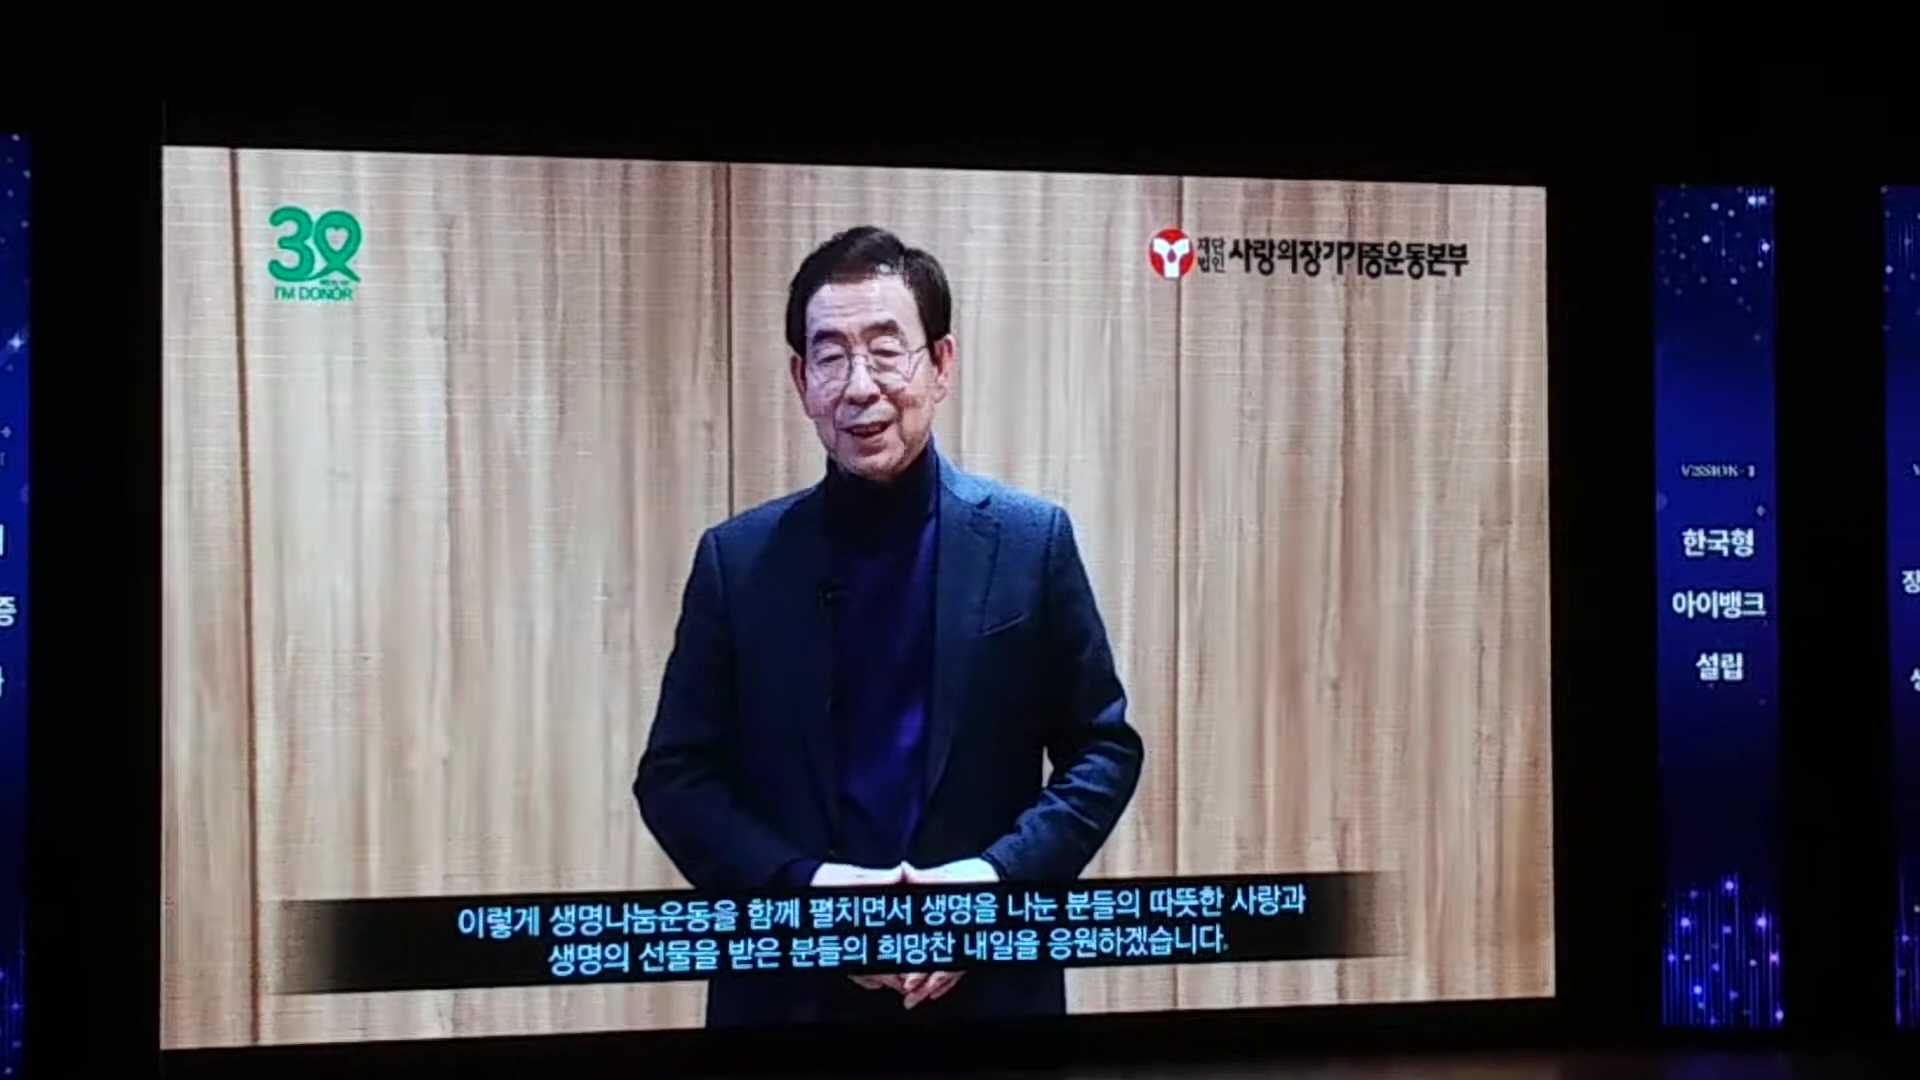 30
I'M DONOR
재단
법인
사랑의장기기증운동본부
이렇게 생명나눔운동을 함께 펼치면서 생명을 나눈 분들의 따뜻한 사랑과
생명의 선물을 받은 분들의 희망찬 내일을 응원하겠습니다.
한국형
아이뱅크
설립
증